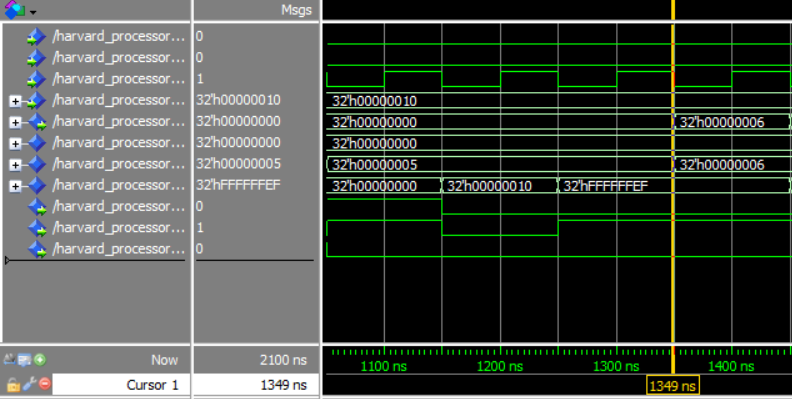 Msgs
/harvard_processor... 0
/harvard_processor... 0
/harvard_processor... 1
/harvard_processor... 32'h00000010 32'h00000010
/harvard_processor... 32'h00000000 32'h00000000 32'h00000006
/harvard_processor... 32'h00000000 32'h00000000
/harvard_processor... 32'h00000005 32'h00000005 32'h00000006
/harvard_processor... 32'hFFFFFFEF 32'h00000000 32'h00000010 32'hFFFFFFEF
/harvard_processor... 0
/harvard_processor... 1
/harvard_processor... 0
Now 2100 ns 1100 ns 1200 ns 1300 ns 1400 ns
Cursor 1 1349 ns 1349 ns